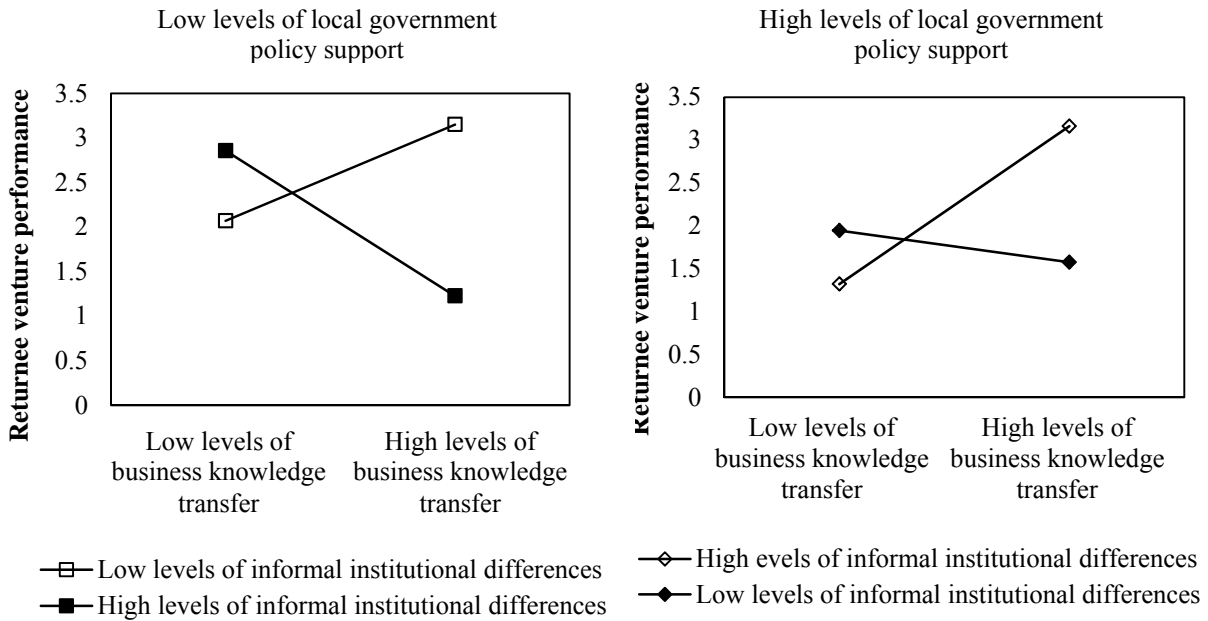 Low levels of local government
policy support
Returnee venture performance
3.5
3
2.5
2
1.5
1
0.5
0
Low levels of
business knowledge
transfer
High levels of
business knowledge
transfer
Low levels of informal institutional differences
High levels of informal institutional differences
High levels of local government
policy support
Returnee venture performance
3.5
3
2.5
2
1.5
1
0.5
0
Low levels of
business knowledge
transfer
High levels of
business knowledge
transfer
High evels of informal institutional differences
Low levels of informal institutional differences